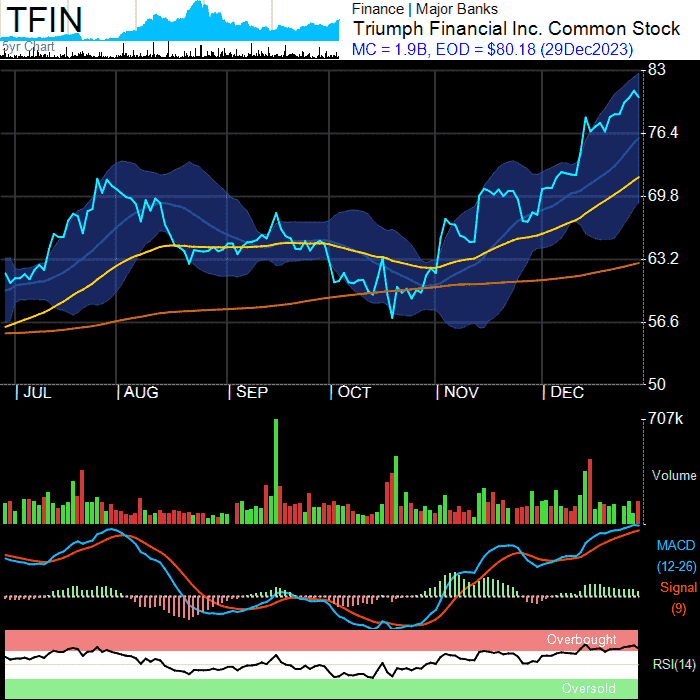 TFIN
5yr Chart
Finance | Major Banks
Triumph Financial Inc. Common Stock
MC = 1.9B, EOD = $80.18 (29Dec2023)
83
76.4
69.8
63.2
56.6
50
| JUL | AUG | SEP | OCT | NOV | DEC
707k
Volume
MACD
(12-26)
Signal
(9)
Overbought
RSI(14)
Oversold